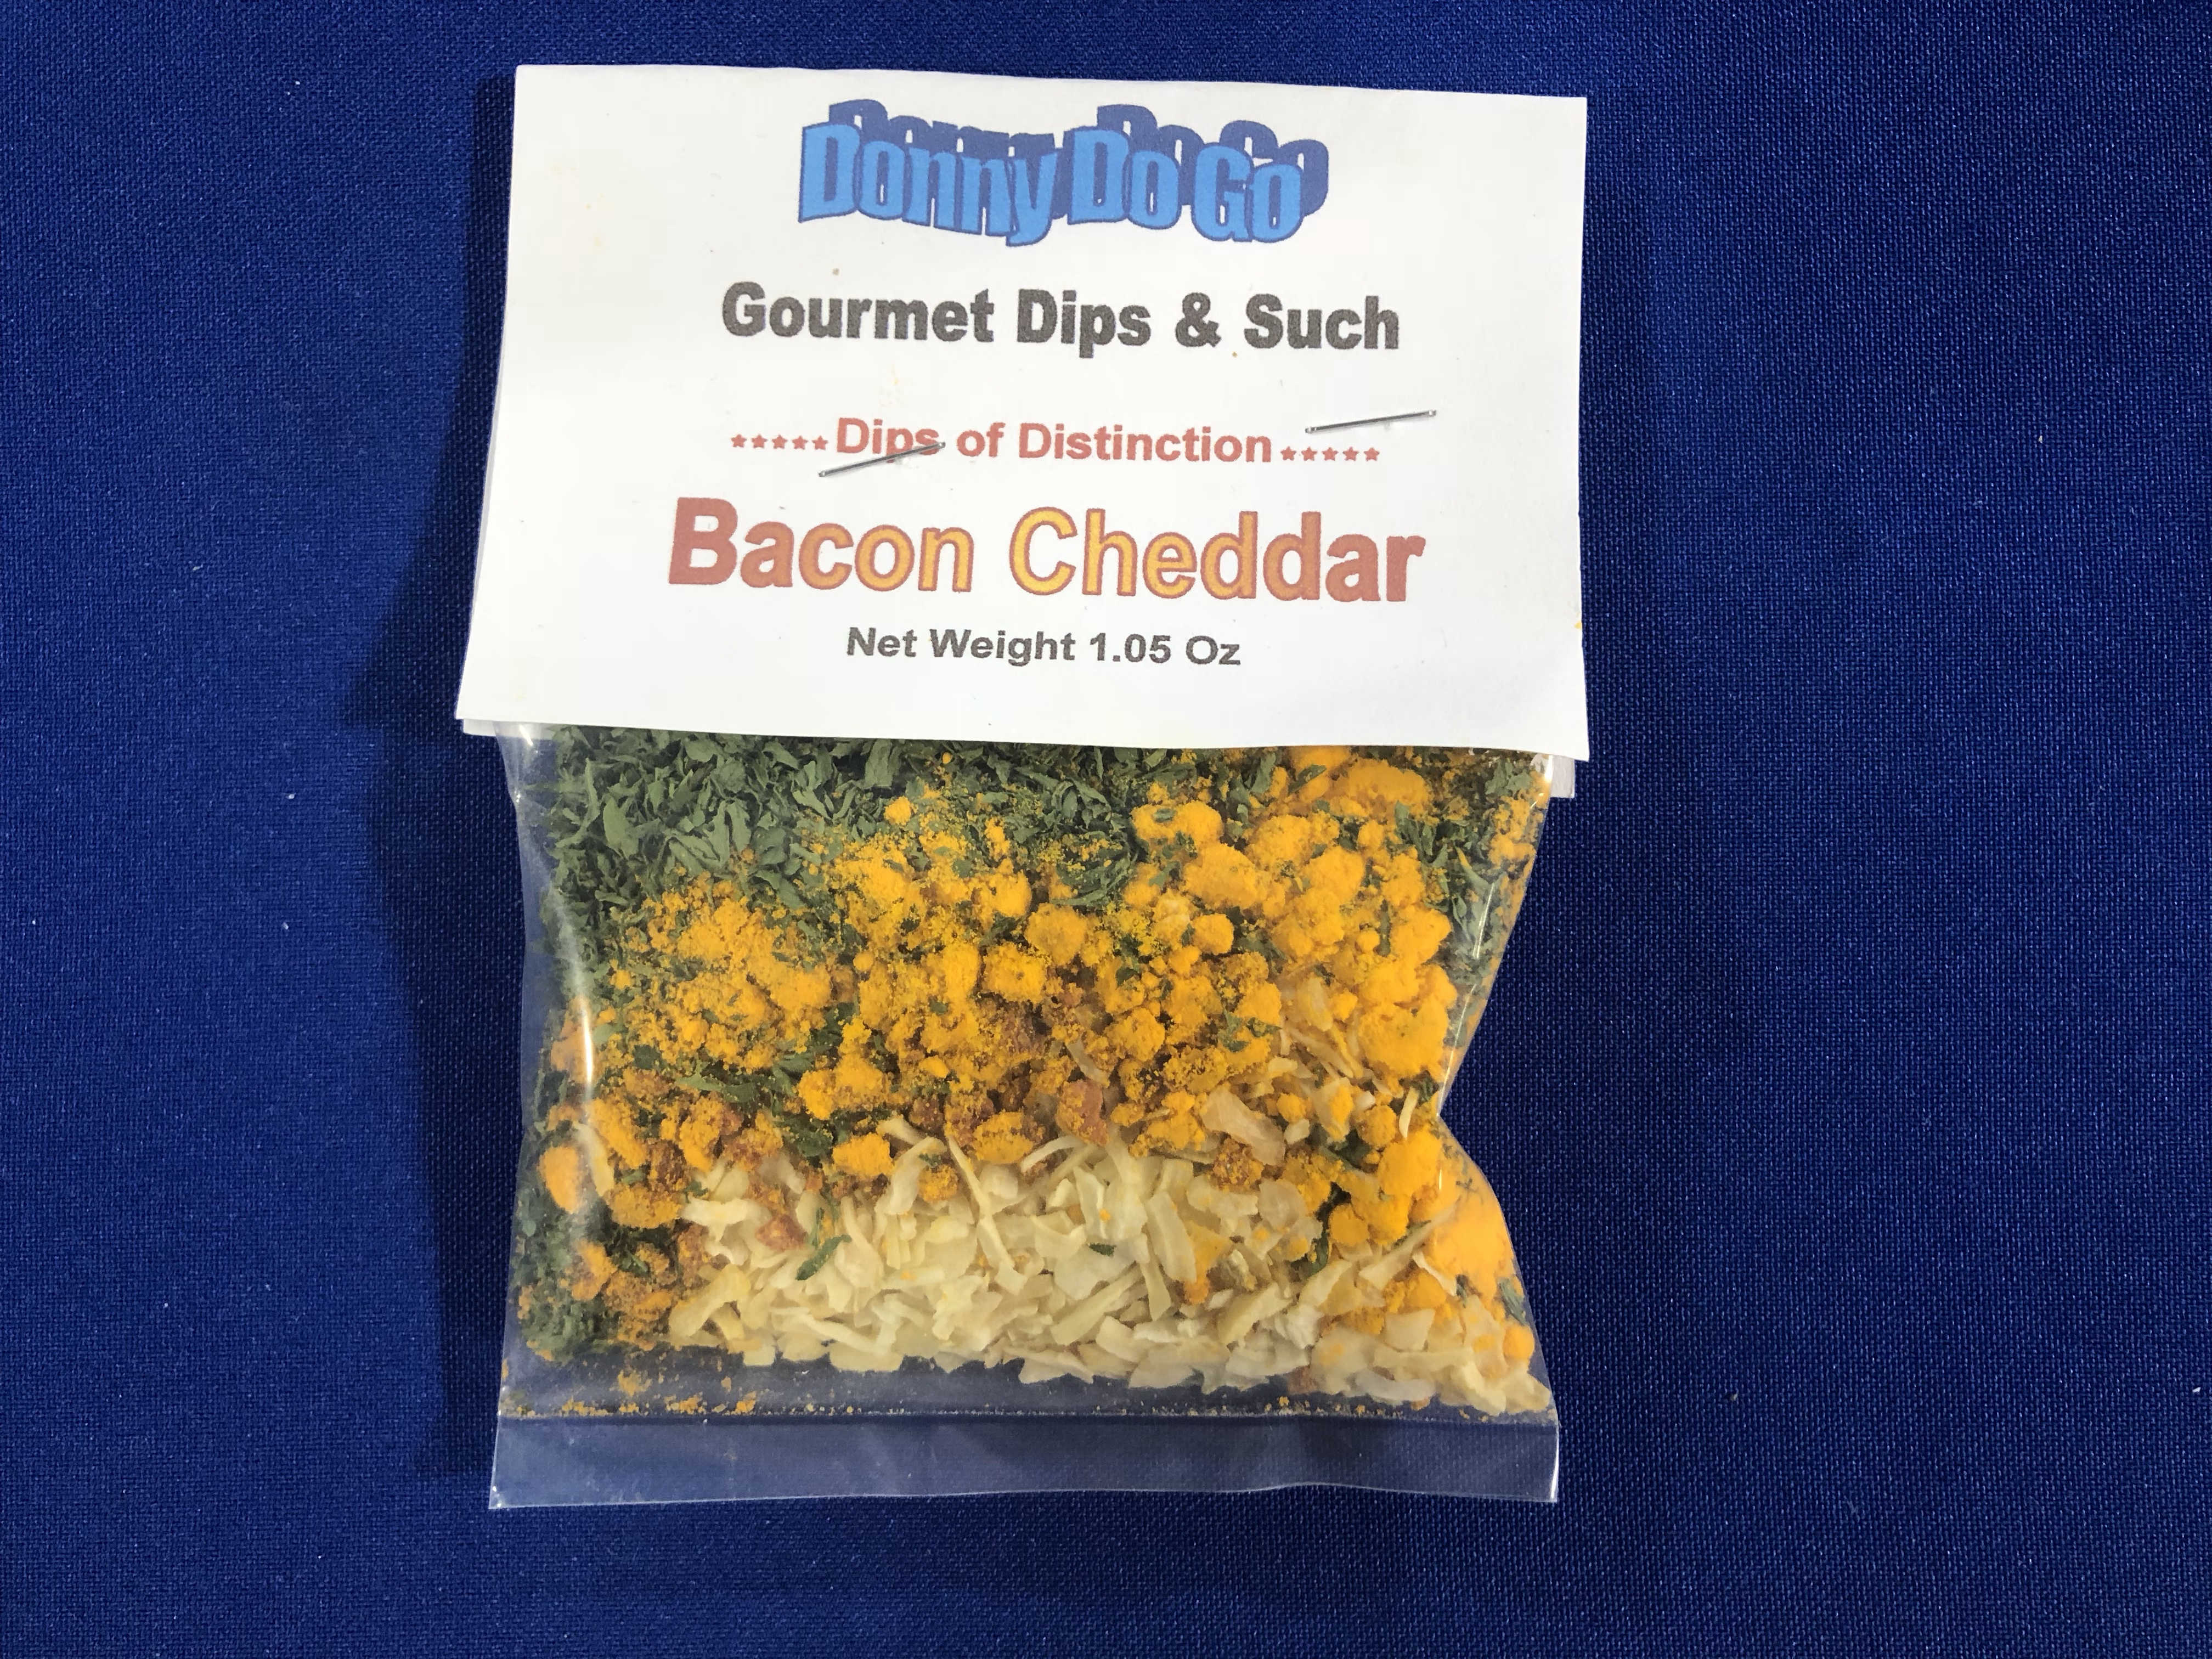 Donny Do Go
Gourmet Dips & Such
*****Dips of Distinction*****
Bacon Cheddar
Net Weight 1.05 Oz